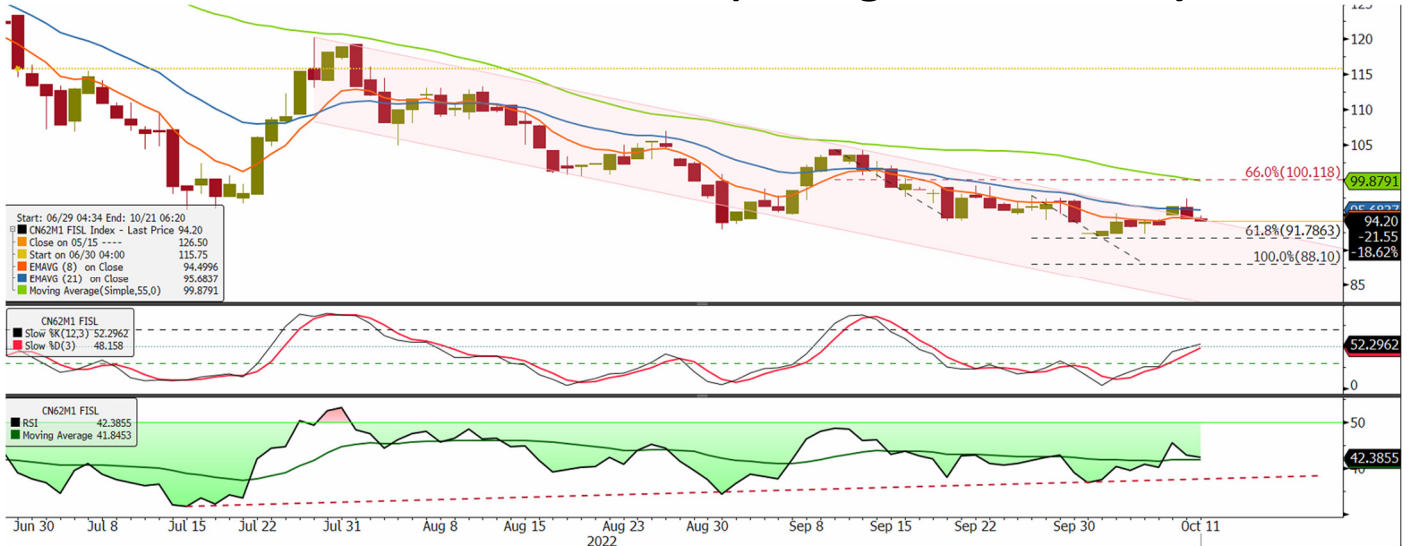 125
120
115
110
105
66.0%(100.118)
99.8791
95.6837
94.20
61.8%(91.7863)
-21.55
-18.62%
100.0%(88.10)
85
Start: 06/29 04:34 End: 10/21 06:20
CN62M1 FISL Index - Last Price 94.20
Close on 05/15 ---- 126.50
Start on 06/30 04:00 115.75
EMAVG (8) on Close 94.4996
EMAVG (21) on Close 95.6837
Moving Average(Simple,55,0) 99.8791
CN62M1 FISL
Slow %K(12,3) 52.2962
Slow %D(3) 48.158
52.2962
0
CN62M1 FISL
RSI 42.3855
Moving Average 41.8453
50
42.3855
Jun 30 Jul 8 Jul 15 Jul 22 Jul 31 Aug 8 Aug 15 Aug 23 Aug 30 Sep 8 Sep 15 Sep 22 Sep 30 Oct 11
2022